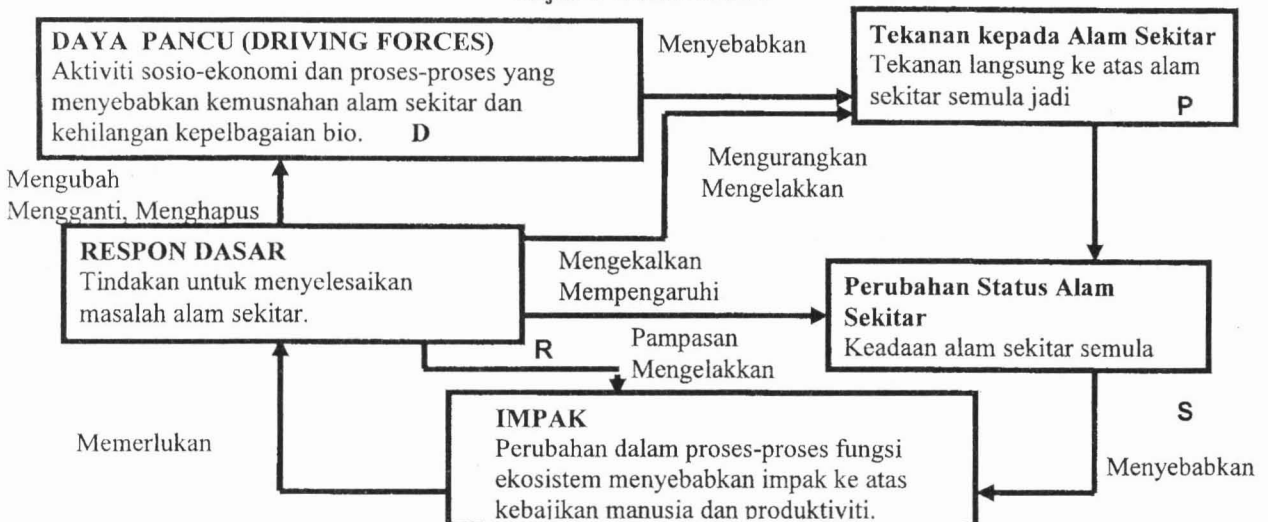 DAYA PANCU (DRIVING FORCES)
Aktiviti sosio-ekonomi dan proses-proses yang
menyebabkan kemusnahan alam sekitar dan
kehilangan kepelbagaian bio. D
Menyebabkan
Tekanan kepada Alam Sekitar
Tekanan langsung ke atas alam
sekitar semula jadi P
Mengurangkan
Mengelakkan
Mengubah
Mengganti, Menghapus
RESPON DASAR
Tindakan untuk menyelesaikan
masalah alam sekitar.
Mengekalkan
Mempengaruhi
Perubahan Status Alam
Sekitar
Keadaan alam sekitar semula
R
Pampasan
Mengelakkan
S
Memerlukan
IMPAK
Perubahan dalam proses-proses fungsi
ekosistem menyebabkan impak ke atas
kebajikan manusia dan produktiviti.
Menyebabkan